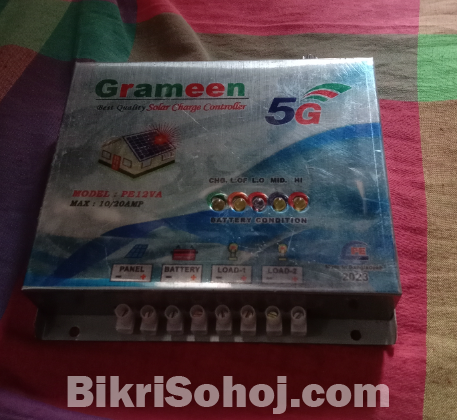 Grameen
Best Quality Solar Charge Controller
5G
MODEL : PR12VA
MAX : 10/20AMP
CHG. L.OF L.O MID. HI
BATTERY CONDITION
PANEL BATTERY LOAD-1 LOAD-2
- + - + - + - +
2023
BikriSohoj.com